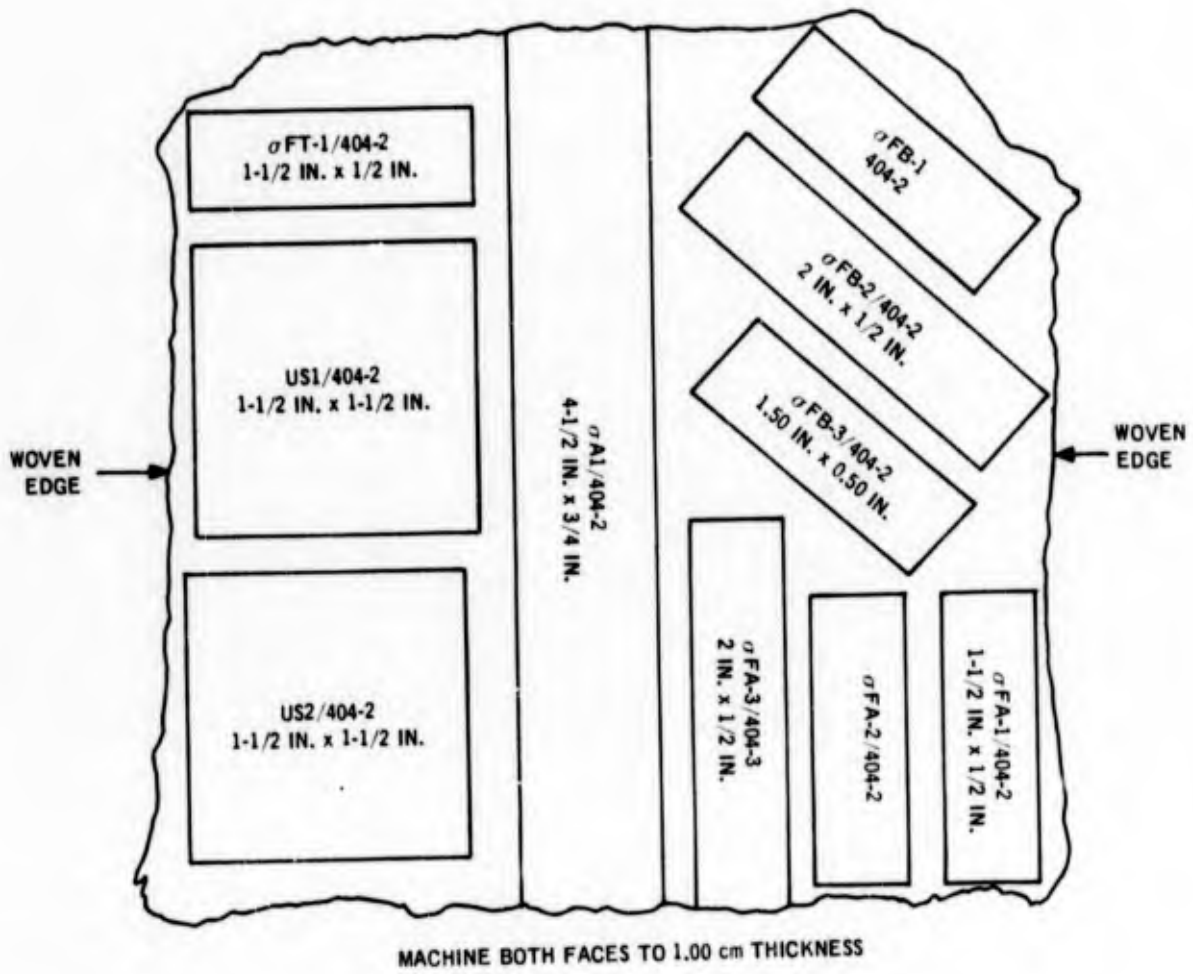 σFT-1/404-2
1-1/2 IN. x 1/2 IN.
US1/404-2
1-1/2 IN. x 1-1/2 IN.
US2/404-2
1-1/2 IN. x 1-1/2 IN.
WOVEN
EDGE
σA1/404-2
4-1/2 IN. x 3/4 IN.
σFB-1
404-2
σFB-2/404-2
2 IN. x 1/2 IN.
σFB-3/404-2
1.50 IN. x 0.50 IN.
WOVEN
EDGE
σFA-3/404-3
2 IN. x 1/2 IN.
σFA-2/404-2
σFA-1/404-2
1-1/2 IN. x 1/2 IN.
MACHINE BOTH FACES TO 1.00 cm THICKNESS